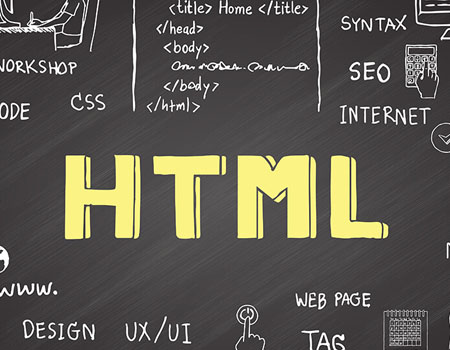 <title> Home </title>
</head>
<body>
</body>
</html>
SYNTAX
SEO
INTERNET
WORKSHOP
CSS
ODE
HTML
www.
DESIGN
UX/UI
WEB PAGE
TAG